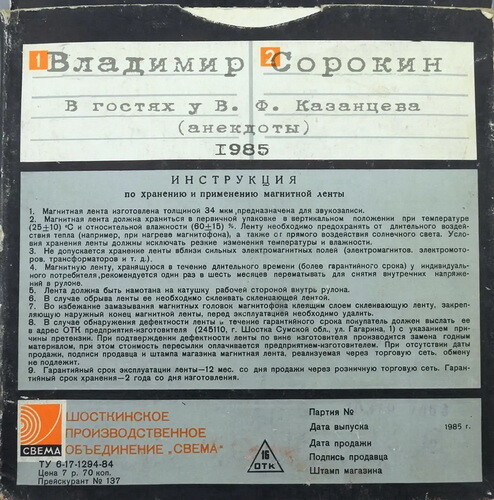 1 Владимир 2 Сорокин
В гостях у В. Ф. Казанцева
(анекдоты)
1985
ИНСТРУКЦИЯ
по хранению и применению магнитной ленты
1. Магнитная лента изготовлена толщиной 34 мкм, предназначена для звукозаписи.
2. Магнитная лента должна храниться в первичной упаковке в вертикальном положении при температуре
(25±10) °С и относительной влажности (60±15) %. Ленту необходимо предохранять от длительного воздей-
ствия тепла (например, при нагреве магнитофона), а также от прямого воздействия солнечного света. Усло-
вия хранения ленты должны исключать резкие изменения температуры и влажности.
3. Не допускается хранение ленты вблизи сильных электромагнитных полей (электромагнитов, электромо-
торов, трансформаторов и т. д.).
4. Магнитную ленту, хранящуюся в течение длительного времени (более гарантийного срока) у индивидуаль-
ного потребителя, рекомендуется один раз в шесть месяцев перематывать для снятия внутренних напряже-
ний в рулоне.
5. Лента должна быть намотана на катушку рабочей стороной внутрь рулона.
6. В случае обрыва ленты ее необходимо склеивать склеивающей лентой.
7. Во избежание замазывания магнитных головок магнитофона клеящим слоем склеивающую ленту, закреп-
ляющую наружный конец магнитной ленты, перед эксплуатацией необходимо удалить.
8. В случае обнаружения дефектности ленты в течение гарантийного срока покупатель должен выслать ее
в адрес ОТК предприятия-изготовителя (245110, г. Шостка Сумской обл., ул. Гагарина, 1) с указанием при-
чины претензии. При подтверждении дефектности ленты по вине изготовителя производится замена годным
материалом, при этом стоимость пересылки оплачивается предприятием-изготовителем. При отсутствии даты
продажи, подписи продавца и штампа магазина магнитная лента, реализуемая через торговую сеть, обмену
не подлежит.
9. Гарантийный срок эксплуатации ленты—12 мес. со дня продажи через розничную торговую сеть. Гарантий-
ный срок хранения—2 года со дня изготовления.
СВЕМА
ШОСТКИНСКОЕ
ПРОИЗВОДСТВЕННОЕ
ОБЪЕДИНЕНИЕ „СВЕМА"
ТУ 6-17-1294-84
Цена 7 р. 70 коп.
Прейскурант № 137
16
ОТК
Партия №
Дата выпуска 1985 г.
Дата продажи
Подпись продавца
Штамп магазина